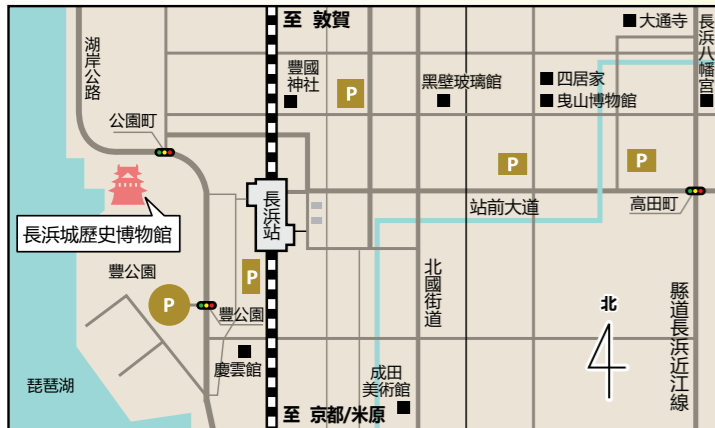 至 敦賀
大通寺
長浜八幡宮
湖岸公路
豐國
神社
P
黑壁玻璃館
四居家
曳山博物館
公園町
P
P
長浜站
站前大道
高田町
長浜城歷史博物館
豐公園
P
P
豐公園
北國街道
縣道長浜近江線
北
慶雲館
成田
美術館
琵琶湖
至 京都/米原